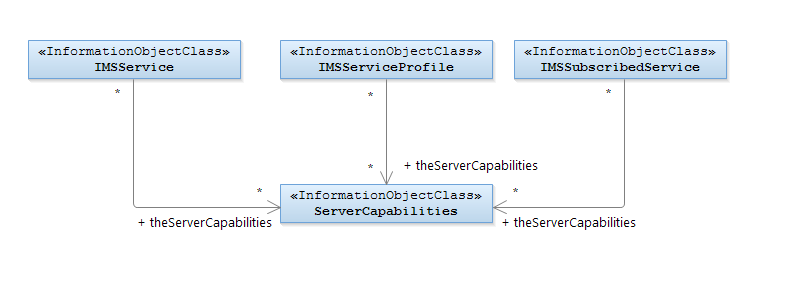 «InformationObjectClass»
IMSService
«InformationObjectClass»
IMSServiceProfile
«InformationObjectClass»
IMSSubscribedService
*
*
*
*
+ theServerCapabilities
*
*
«InformationObjectClass»
ServerCapabilities
+ theServerCapabilities
+ theServerCapabilities